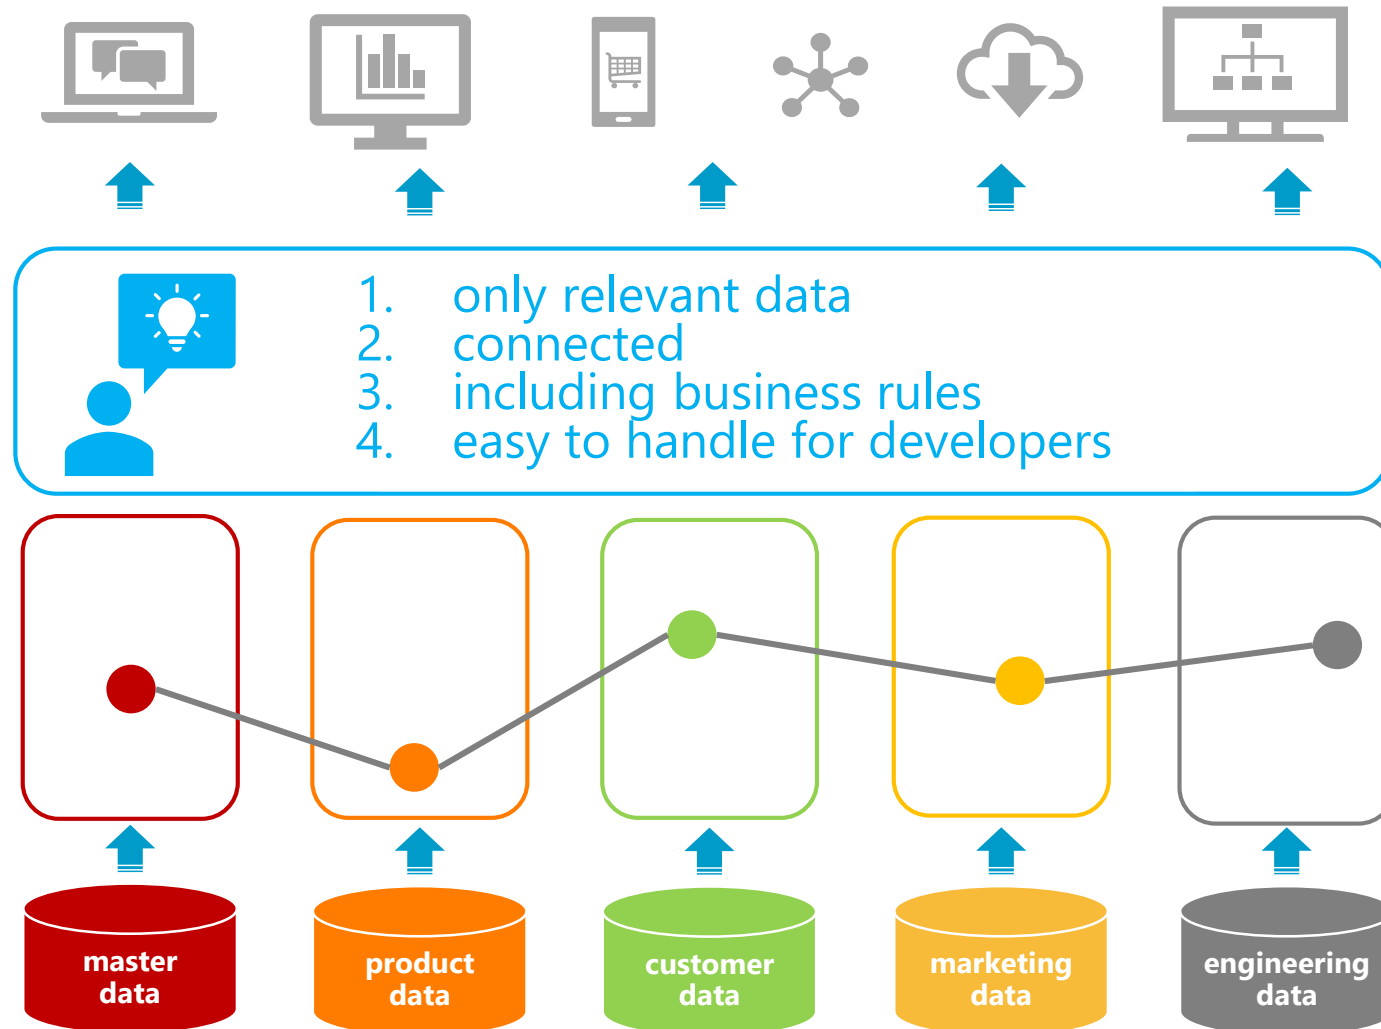 1. only relevant data
2. connected
3. including business rules
4. easy to handle for developers
master
data
product
data
customer
data
marketing
data
engineering
data